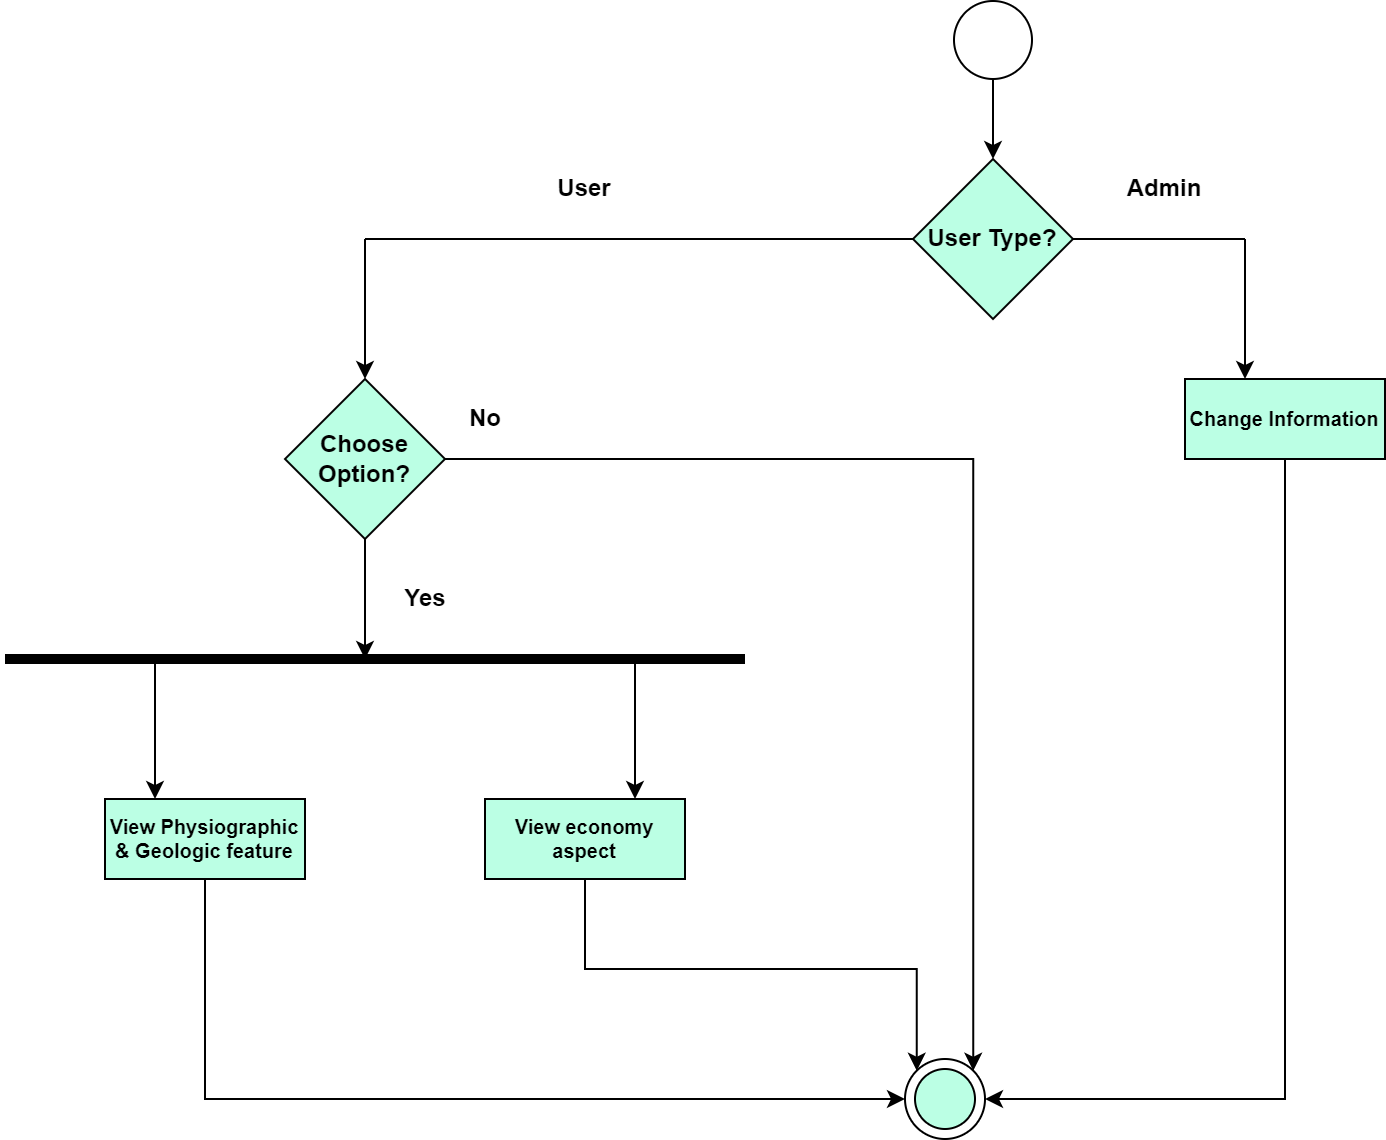 User
Admin
User Type?
Choose
Option?
No
Change Information
Yes
View Physiographic
& Geologic feature
View economy
aspect